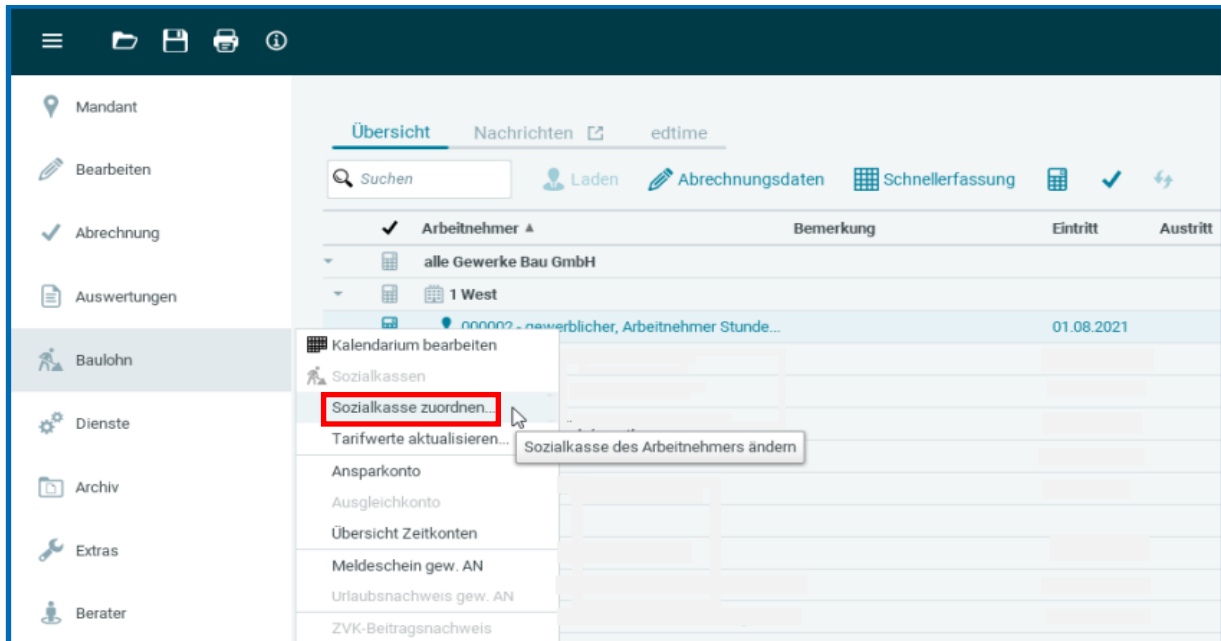 Mandant
Bearbeiten
Abrechnung
Auswertungen
Baulohn
Dienste
Archiv
Extras
Berater
Übersicht Nachrichten edtime
Suchen Laden Abrechnungsdaten Schnellerfassung
Arbeitnehmer Bemerkung Eintritt Austritt
alle Gewerke Bau GmbH
1 West
000002 - gewerblicher, Arbeitnehmer Stunde... 01.08.2021
Kalendarium bearbeiten
Sozialkassen
Sozialkasse zuordnen...
Tarifwerte aktualisieren...
Sozialkasse des Arbeitnehmers ändern
Ansparkonto
Ausgleichkonto
Übersicht Zeitkonten
Meldeschein gew. AN
Urlaubsnachweis gew. AN
ZVK-Beitragsnachweis